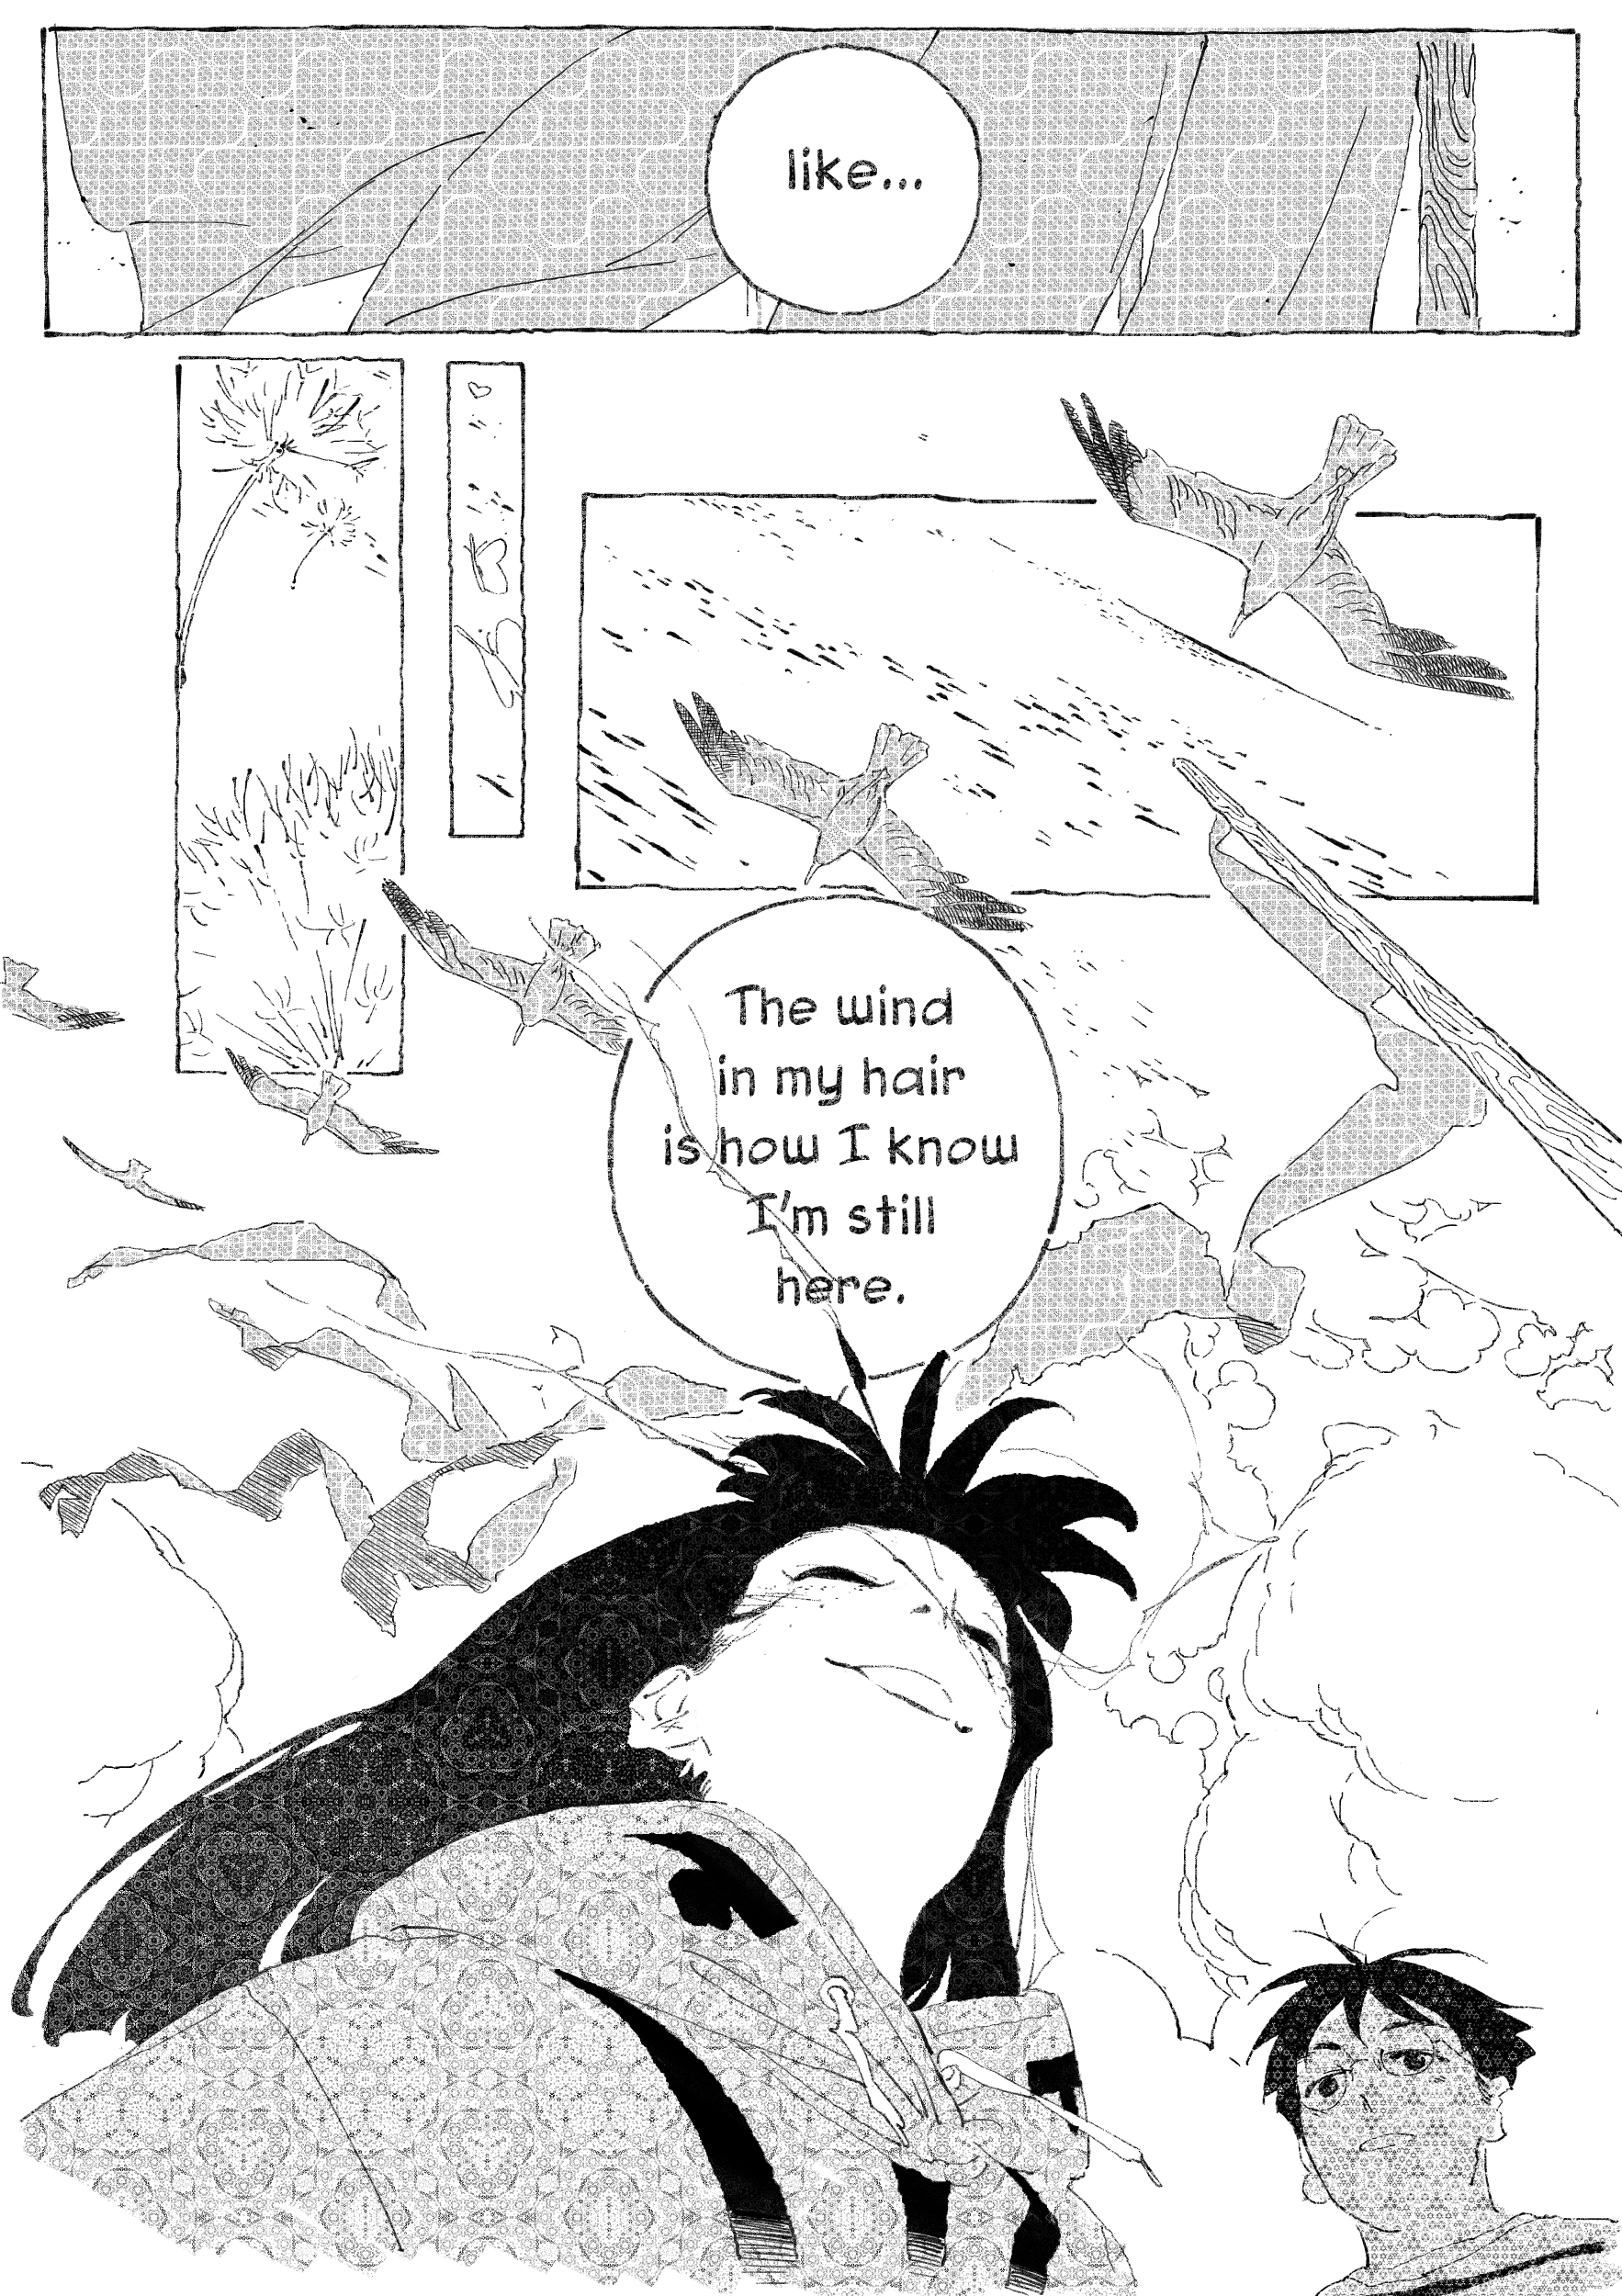 like...
The wind
in my hair
is how I know
I'm still
here.